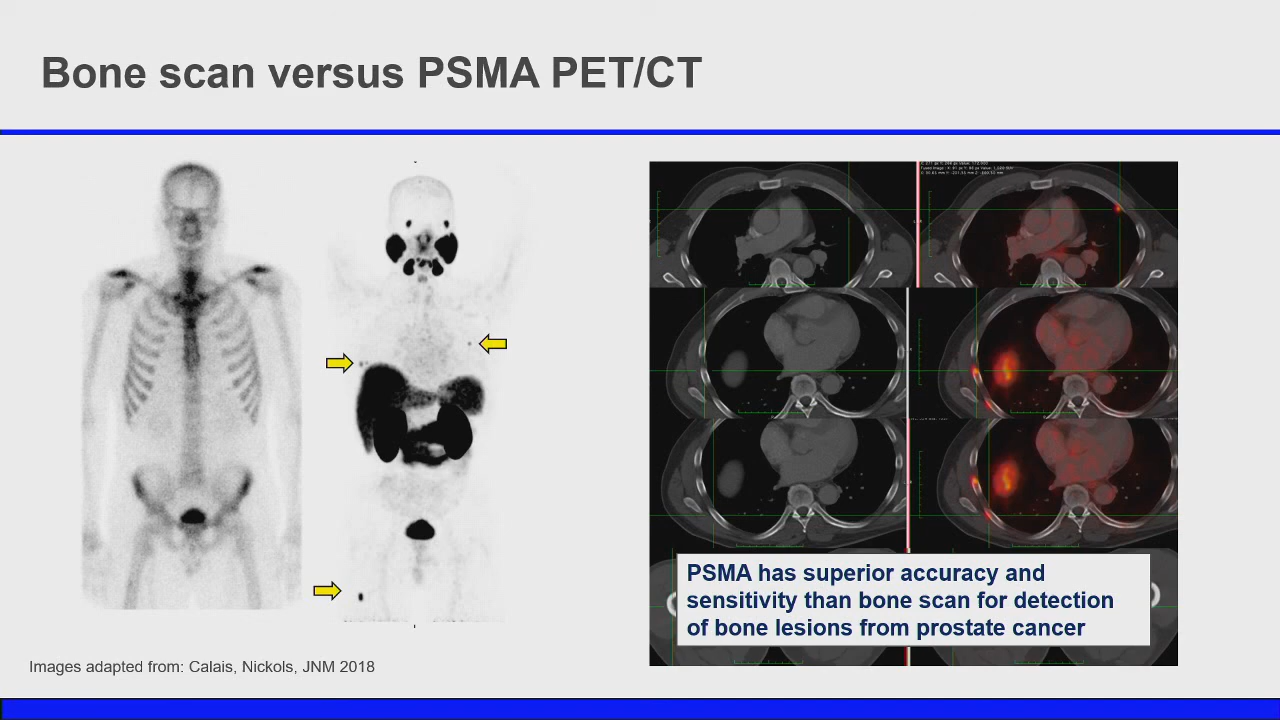 Bone scan versus PSMA PET/CT
PSMA has superior accuracy and
sensitivity than bone scan for detection
of bone lesions from prostate cancer
Images adapted from: Calais, Nickols, JNM 2018